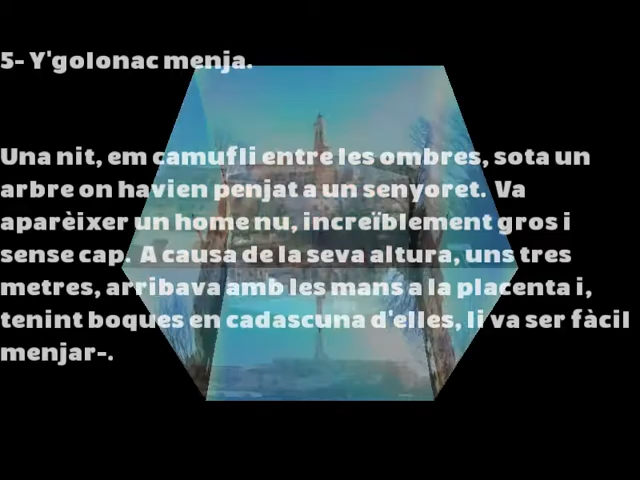 5- Y'golonac menja.
Una nit, em camufli entre les ombres, sota un
arbre on havien penjat a un senyoret. Va
aparèixer un home nu, increïblement gros i
sense cap. A causa de la seva altura, uns tres
metres, arribava amb les mans a la placenta i,
tenint boques en cadascuna d'elles, li va ser fàcil
menjar-.